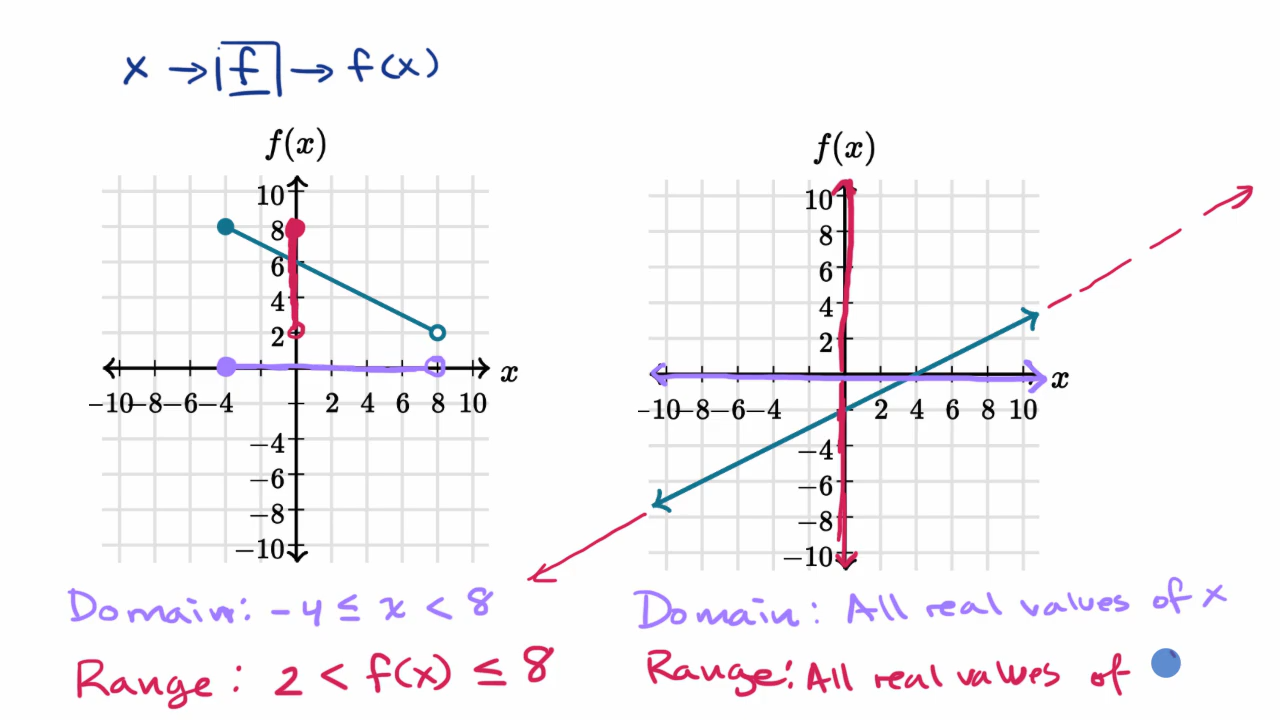 x → f → f(x)
f(x)
10
8
6
4
2
x
−10−8−6−4 2 4 6 8 10
−4
−6
−8
−10
Domain: −4 ≤ x < 8
Range: 2 < f(x) ≤ 8
f(x)
10
8
6
4
2
x
−10−8−6−4 2 4 6 8 10
−4
−6
−8
−10
Domain: All real values of x
Range: All real values of